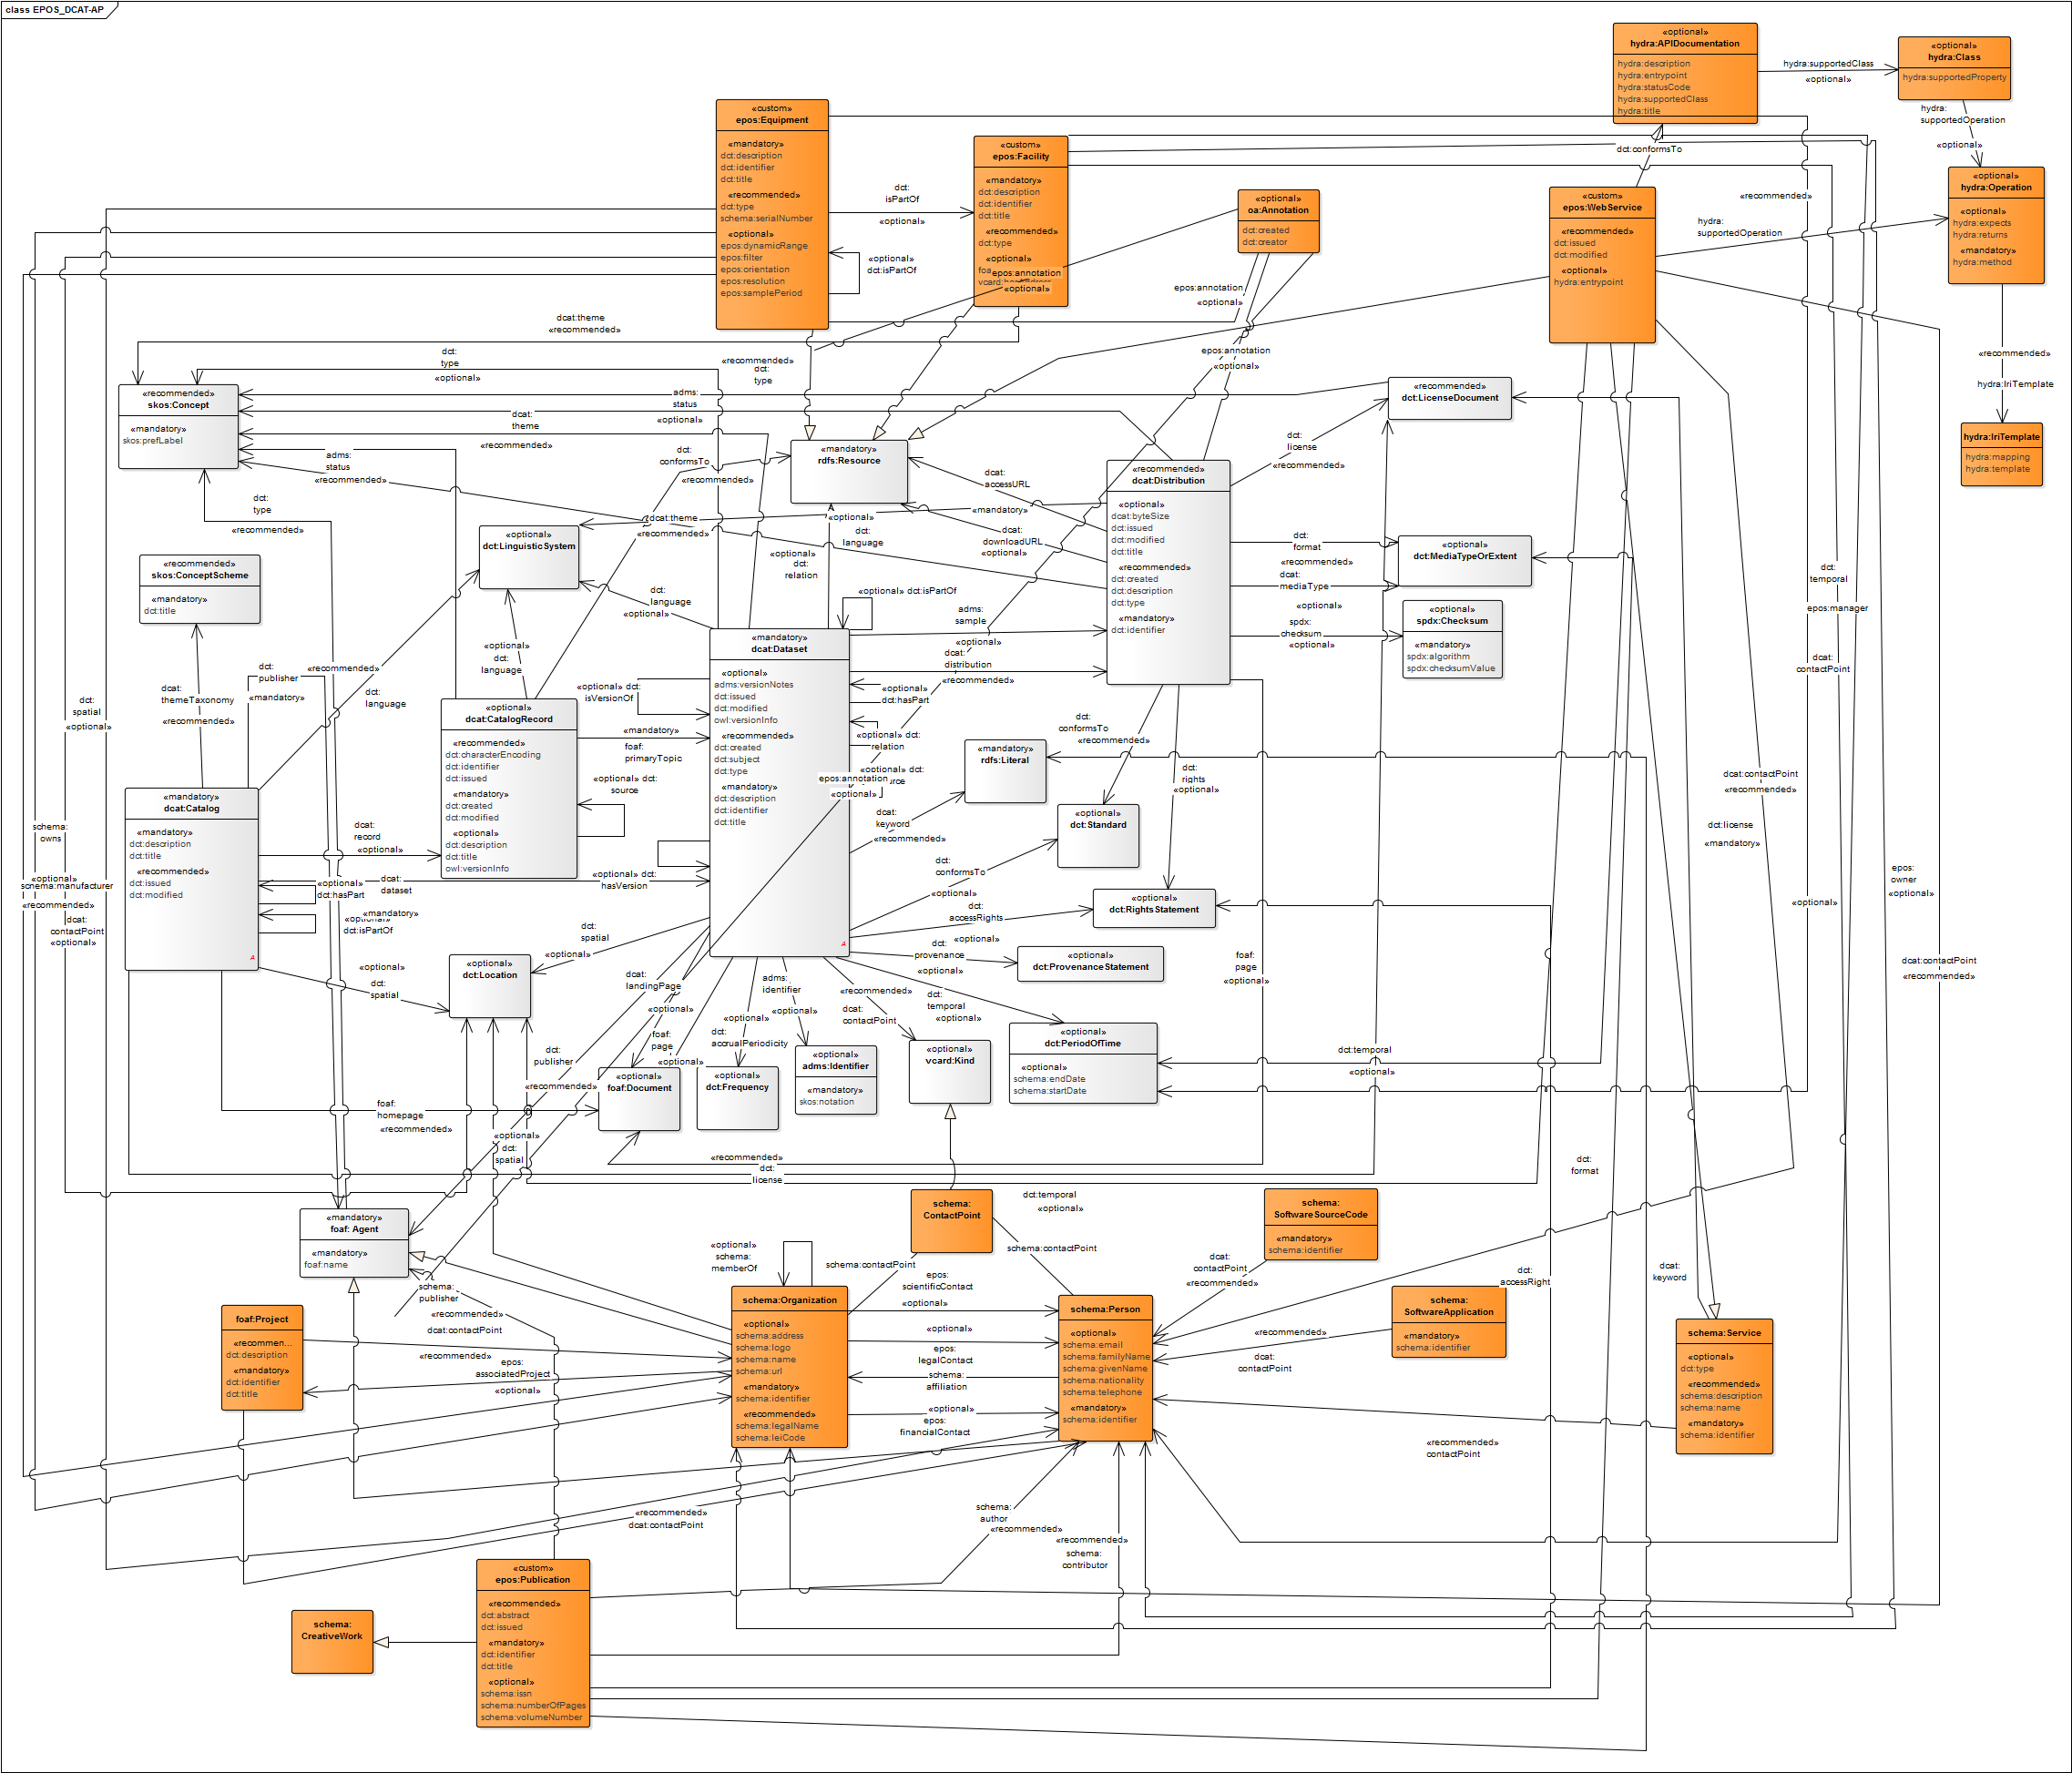 class EPOS_DCAT-AP
«optional»
hydra:APIDocumentation
hydra:description
hydra:entrypoint
hydra:statusCode
hydra:supportedClass
hydra:title
hydra:supportedClass
«optional»
«optional»
hydra:Class
hydra:supportedProperty
hydra:
supportedOperation
«optional»
«custom»
epos:Equipment
«mandatory»
dct:description
dct:identifier
dct:title
«recommended»
dct:type
schema:serialNumber
«optional»
epos:dynamicRange
epos:filter
epos:orientation
epos:resolution
epos:samplePeriod
dct:
isPartOf
«optional»
«optional»
dct:isPartOf
«custom»
epos:Facility
«mandatory»
dct:description
dct:identifier
dct:title
«recommended»
dct:type
«optional»
epos:annotation
«optional»
«optional»
oa:Annotation
dct:created
dct:creator
epos:annotation
«optional»
epos:annotation
«optional»
dct:conformsTo
«recommended»
«custom»
epos:WebService
«recommended»
dct:issued
dct:modified
«optional»
hydra:entrypoint
hydra:
supportedOperation
«optional»
hydra:Operation
«optional»
hydra:expects
hydra:returns
«mandatory»
hydra:method
«recommended»
hydra:IriTemplate
hydra:IriTemplate
hydra:mapping
hydra:template
dcat:theme
«recommended»
dct:
type
«optional»
«recommended»
dct:
type
«recommended»
skos:Concept
«mandatory»
skos:prefLabel
adms:
status
«optional»
dcat:
theme
«recommended»
adms:
status
«recommended»
dct:
type
«recommended»
dct:
conformsTo
«recommended»
«mandatory»
rdfs:Resource
dcat:
accessURL
«mandatory»
dcat:
downloadURL
«optional»
«recommended»
dct:LicenseDocument
dct:
license
«recommended»
«recommended»
dcat:Distribution
«optional»
dcat:byteSize
dct:issued
dct:modified
dct:title
«recommended»
dct:created
dct:description
dct:type
«mandatory»
dct:identifier
dct:
format
«recommended»
dcat:
mediaType
«optional»
spdx:
checksum
«optional»
«optional»
dct:MediaTypeOrExtent
«optional»
spdx:Checksum
«mandatory»
spdx:algorithm
spdx:checksumValue
dcat:theme
«recommended»
«optional»
dct:
language
«optional»
dct:LinguisticSystem
«optional»
dct:
relation
dct:
language
«optional»
«recommended»
skos:ConceptScheme
«mandatory»
dct:title
dcat:
themeTaxonomy
«recommended»
dct:
publisher
«mandatory»
«recommended»
dct:
language
«optional»
dct:
language
«optional» dct:isPartOf
adms:
sample
«optional»
dcat:
distribution
«recommended»
«mandatory»
dcat:Dataset
«optional»
adms:versionNotes
dct:issued
dct:modified
owl:versionInfo
«recommended»
dct:created
dct:subject
dct:type
«mandatory»
dct:description
dct:identifier
dct:title
«optional» dct:
isVersionOf
«optional»
dct:hasPart
«optional» dct:
relation
«optional» dct:
epos:annotation
«optional»
«optional»
dcat:CatalogRecord
«recommended»
dct:characterEncoding
dct:identifier
dct:issued
«mandatory»
dct:created
dct:modified
«optional»
dct:description
dct:title
owl:versionInfo
«mandatory»
foaf:
primaryTopic
«optional» dct:
source
«optional» dct:
hasVersion
«mandatory»
dcat:Catalog
«mandatory»
dct:description
dct:title
«recommended»
dct:issued
dct:modified
dcat:
record
«optional»
dcat:
dataset
«mandatory»
«optional»
dct:hasPart
dct:isPartOf
dct:
spatial
«optional»
schema:
owns
«optional»
schema:manufacturer
«recommended»
dcat:
contactPoint
«optional»
«mandatory»
rdfs:Literal
dcat:
keyword
«recommended»
dct:
conformsTo
«recommended»
dct:
rights
«optional»
«optional»
dct:Standard
dct:
conformsTo
«optional»
«optional»
dct:RightsStatement
dct:
accessRights
«optional»
«optional»
dct:ProvenanceStatement
dct:
provenance
«optional»
dct:
temporal
«optional»
«optional»
dct:PeriodOfTime
«optional»
schema:endDate
schema:startDate
dct:temporal
«optional»
foaf:
page
«optional»
dct:
temporal
epos:manager
dcat:
contactPoint
dcat:contactPoint
«recommended»
dct:license
«mandatory»
epos:
owner
«optional»
«optional»
dcat:contactPoint
«recommended»
dct:
spatial
«optional»
«optional»
dct:
spatial
«optional»
dct:Location
dcat:
landingPage
«optional»
foaf:
page
«optional»
adms:
identifier
«optional»
dct:
accrualPeriodicity
«optional»
«recommended»
dcat:
contactPoint
«optional»
foaf:Document
«optional»
dct:Frequency
«optional»
adms:Identifier
«mandatory»
skos:notation
«optional»
vcard:Kind
dct:
publisher
«recommended»
foaf:
homepage
«recommended»
«optional»
dct:
spatial
«recommended»
dct:
license
dct:
format
«mandatory»
foaf: Agent
«mandatory»
foaf:name
schema:
publisher
«recommended»
dcat:contactPoint
«recommended»
epos:
associatedProject
«optional»
foaf:Project
«recommen...
dct:description
«mandatory»
dct:identifier
dct:title
«optional»
schema:
memberOf
schema:Organization
«optional»
schema:address
schema:logo
schema:name
schema:url
«mandatory»
schema:identifier
«recommended»
schema:legalName
schema:leiCode
schema:
ContactPoint
dct:temporal
«optional»
schema:contactPoint
schema:contactPoint
epos:
scientificContact
«optional»
«optional»
epos:
legalContact
schema:
affiliation
«optional»
epos:
financialContact
schema:Person
«optional»
schema:email
schema:familyName
schema:givenName
schema:nationality
schema:telephone
«mandatory»
schema:identifier
schema:
SoftwareSourceCode
«mandatory»
schema:identifier
dcat:
contactPoint
«recommended»
dct:
accessRight
schema:
SoftwareApplication
«mandatory»
schema:identifier
«recommended»
dcat:
contactPoint
dcat:
keyword
schema:Service
«optional»
dct:type
«recommended»
schema:description
schema:name
«mandatory»
schema:identifier
«recommended»
contactPoint
«recommended»
dcat:contactPoint
schema:
author
«recommended»
«recommended»
schema:
contributor
«custom»
epos:Publication
«recommended»
dct:abstract
dct:issued
«mandatory»
dct:identifier
dct:title
«optional»
schema:issn
schema:numberOfPages
schema:volumeNumber
schema:
CreativeWork